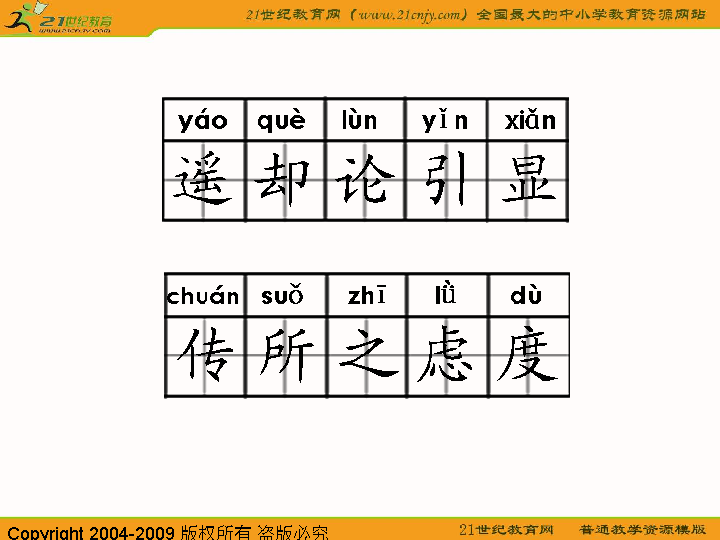 21世纪教育网
www.21cnjy.com
21世纪教育网（www.21cnjy.com）全国最大的中小学教育资源网站
yáo què lùn yǐn xiǎn
遥 却 论 引 显
chuán suǒ zhī lǜ dù
传 所 之 虑 度
Copyright 2004-2009 版权所有 盗版必究
21世纪教育网 普通教学资源模版